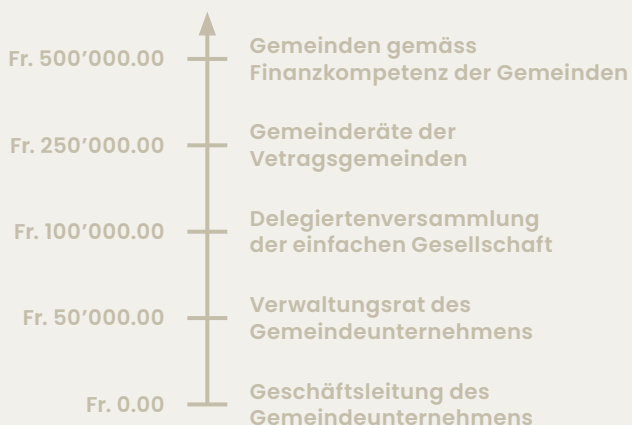 Fr. 500’000.00
Gemeinden gemäss
Finanzkompetenz der Gemeinden
Fr. 250’000.00
Gemeinderäte der
Vetragsgemeinden
Fr. 100’000.00
Delegiertenversammlung
der einfachen Gesellschaft
Fr. 50’000.00
Verwaltungsrat des
Gemeindeunternehmens
Fr. 0.00
Geschäftsleitung des
Gemeindeunternehmens